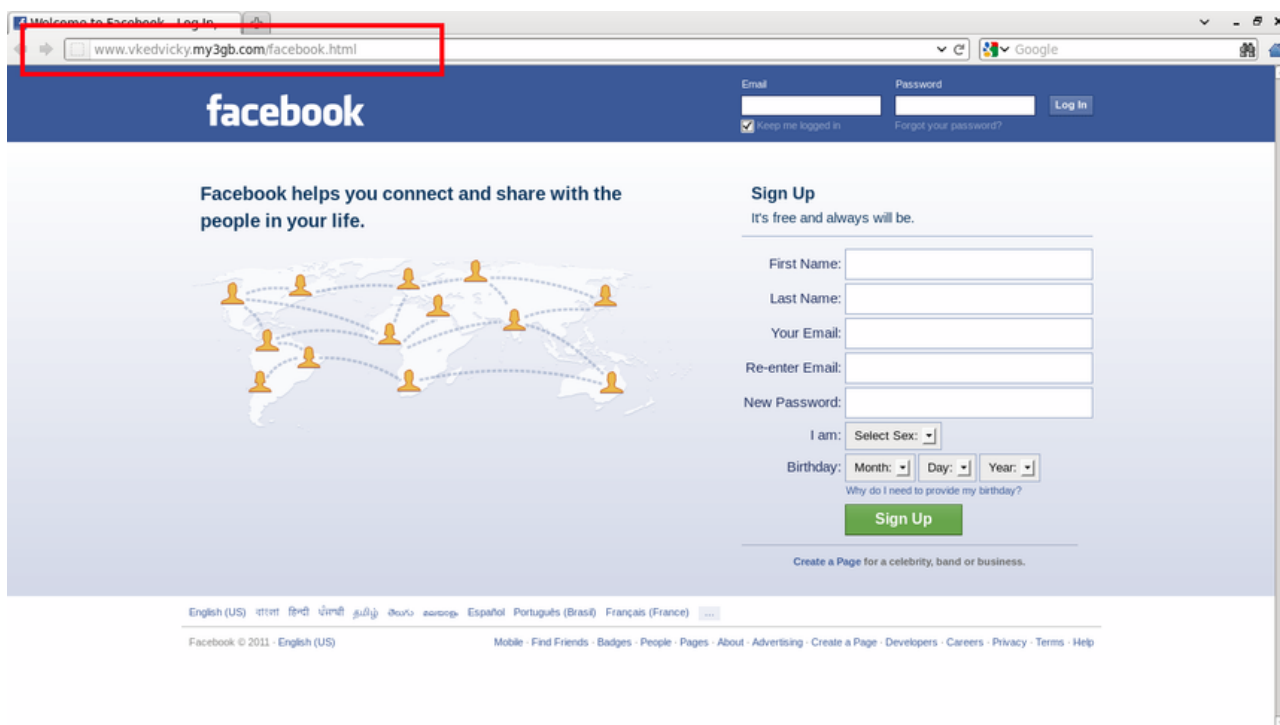 Welcome to Facebook - Log In,
www.vkedvicky.my3gb.com/facebook.html
Google
facebook
Email
Password
Log In
Keep me logged in
Forgot your password?
Facebook helps you connect and share with the
people in your life.
Sign Up
It's free and always will be.
First Name:
Last Name:
Your Email:
Re-enter Email:
New Password:
I am: Select Sex:
Birthday: Month: Day: Year:
Why do I need to provide my birthday?
Sign Up
Create a Page for a celebrity, band or business.
English (US) বাংলা हिन्दी ਪੰਜਾਬੀ தமிழ் తెలుగు മലയാളം Español Português (Brasil) Français (France) ...
Facebook © 2011 · English (US)
Mobile · Find Friends · Badges · People · Pages · About · Advertising · Create a Page · Developers · Careers · Privacy · Terms · Help